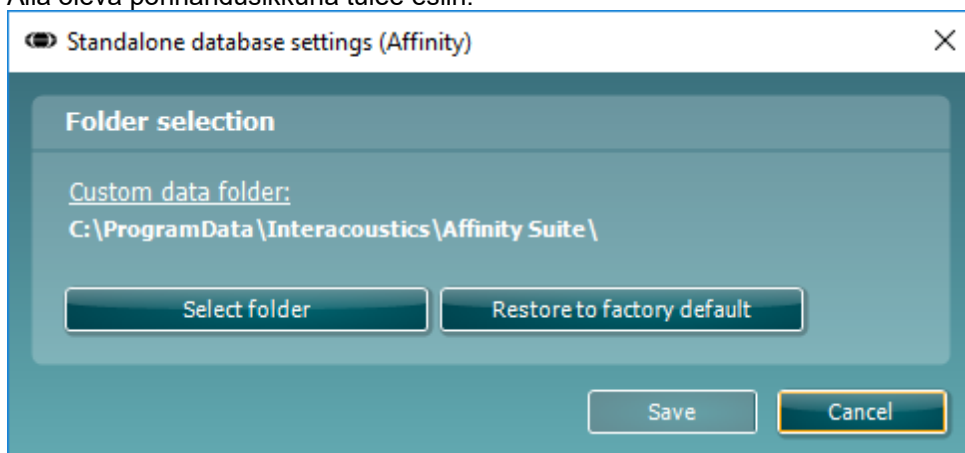 Alla oleva ponnahdusikkuna tulee esiin:
Standalone database settings (Affinity)
Folder selection
Custom data folder:
C:\ProgramData\Interacoustics\Affinity Suite\
Select folder
Restore to factory default
Save
Cancel